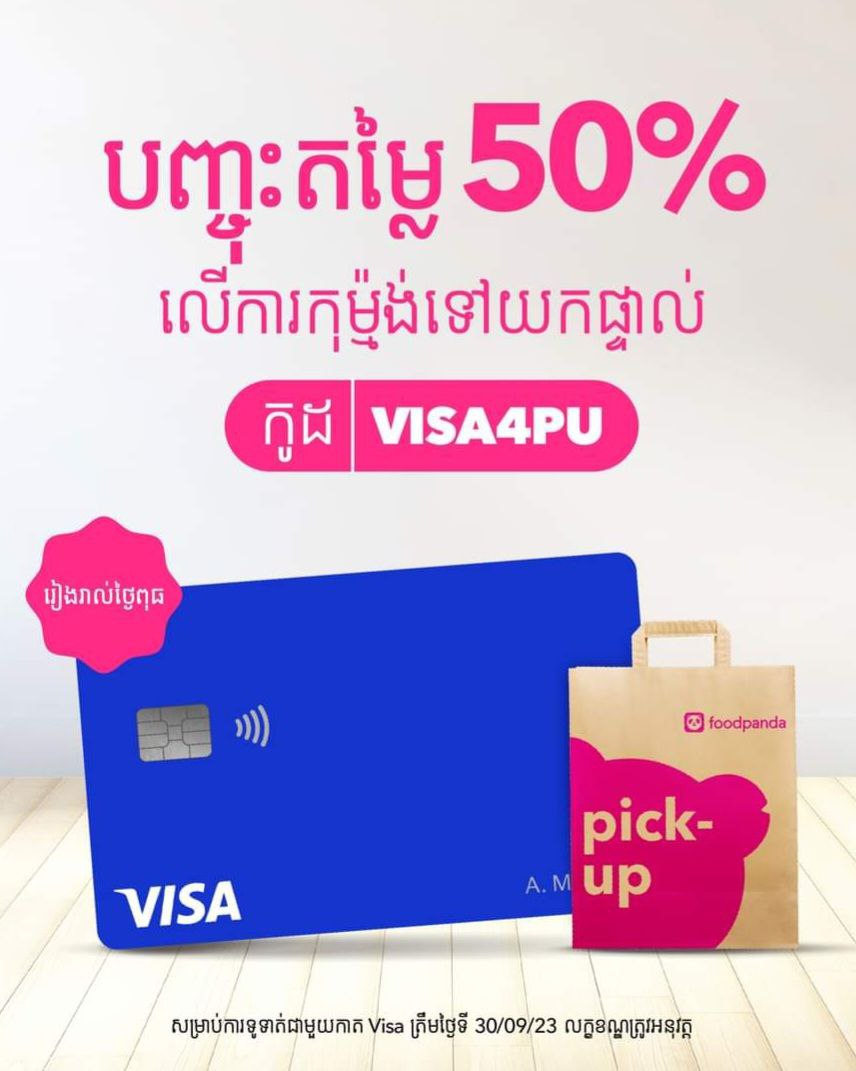 បញ្ចុះតម្លៃ 50%
លើការកុម្ម៉ង់ទៅយកផ្ទាល់
កូដ VISA4PU
រៀងរាល់ថ្ងៃពុធ
foodpanda
pick-
up
A. M
VISA
សម្រាប់ការទូទាត់ជាមួយកាត Visa ត្រឹមថ្ងៃទី 30/09/23 លក្ខខណ្ឌត្រូវអនុវត្ត